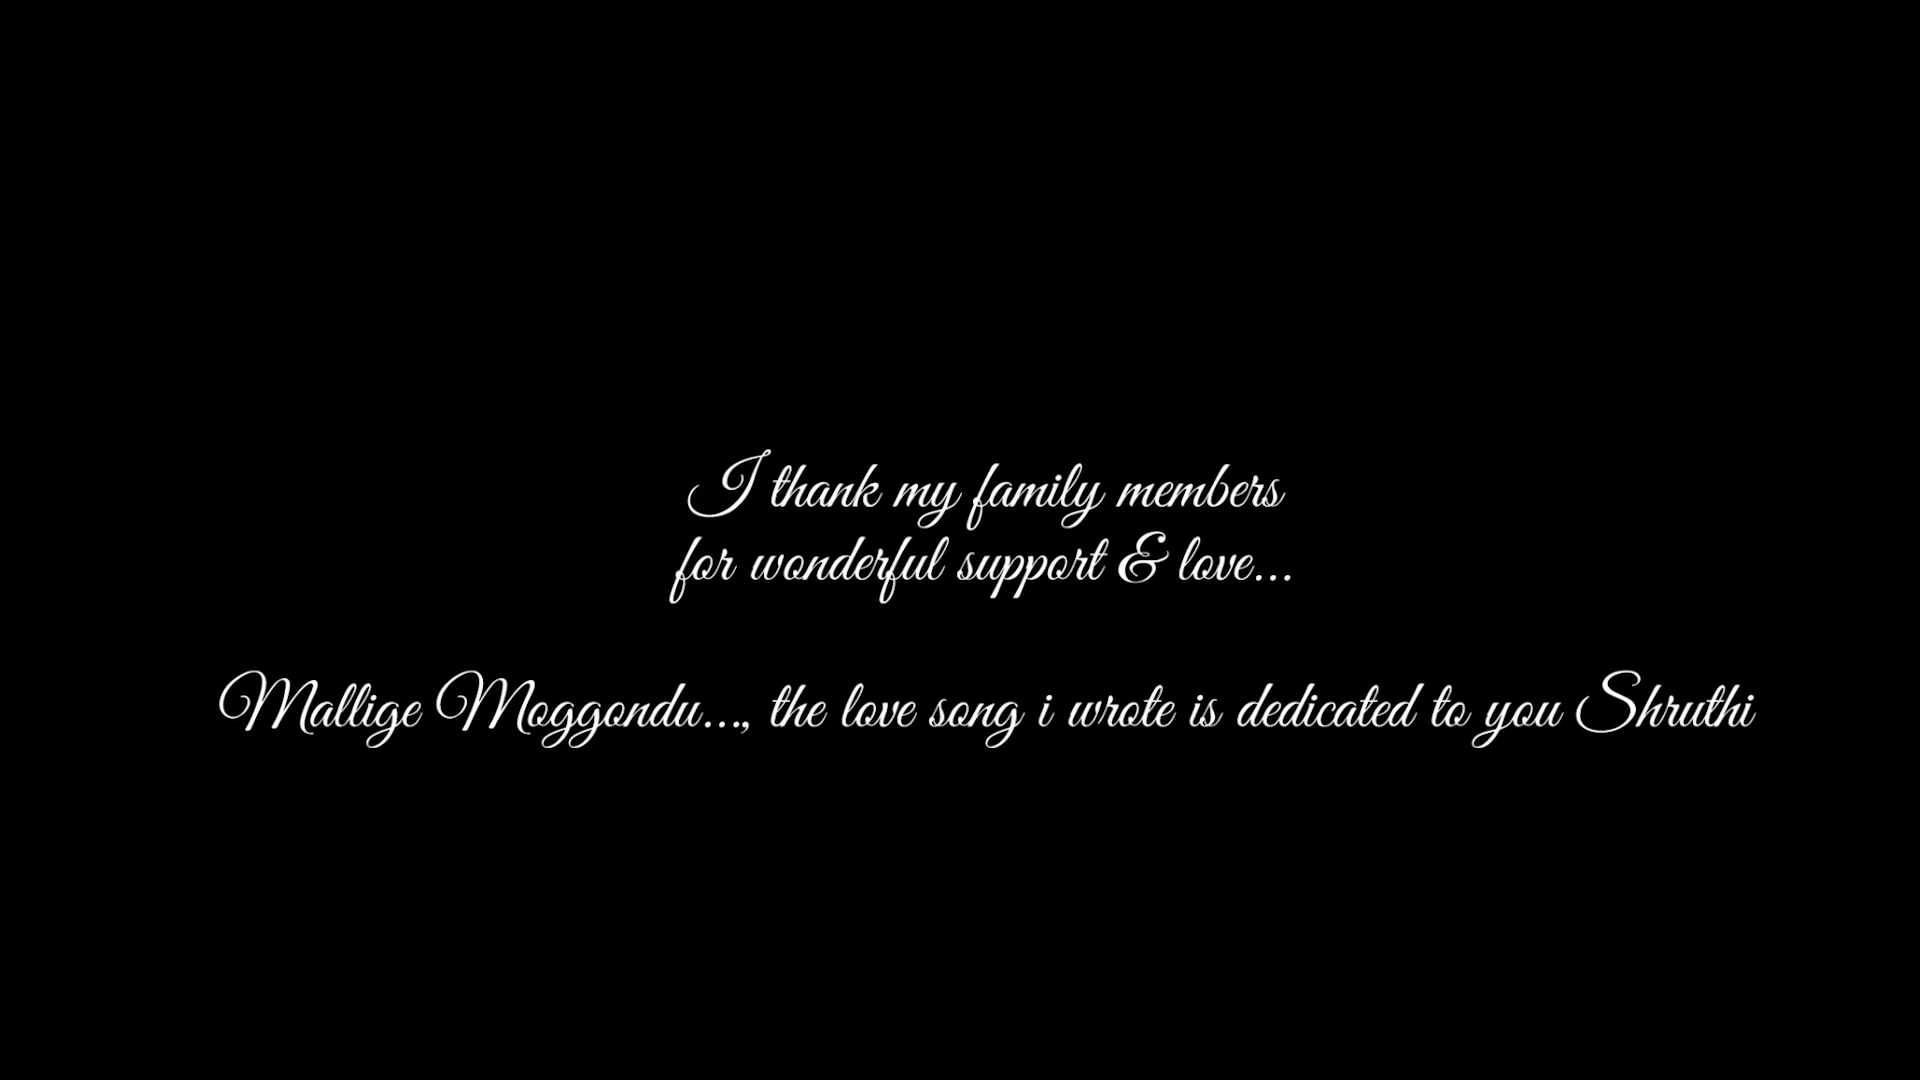 I thank my family members
for wonderful support & love...
Mallige Moggondu..., the love song i wrote is dedicated to you Shruthi